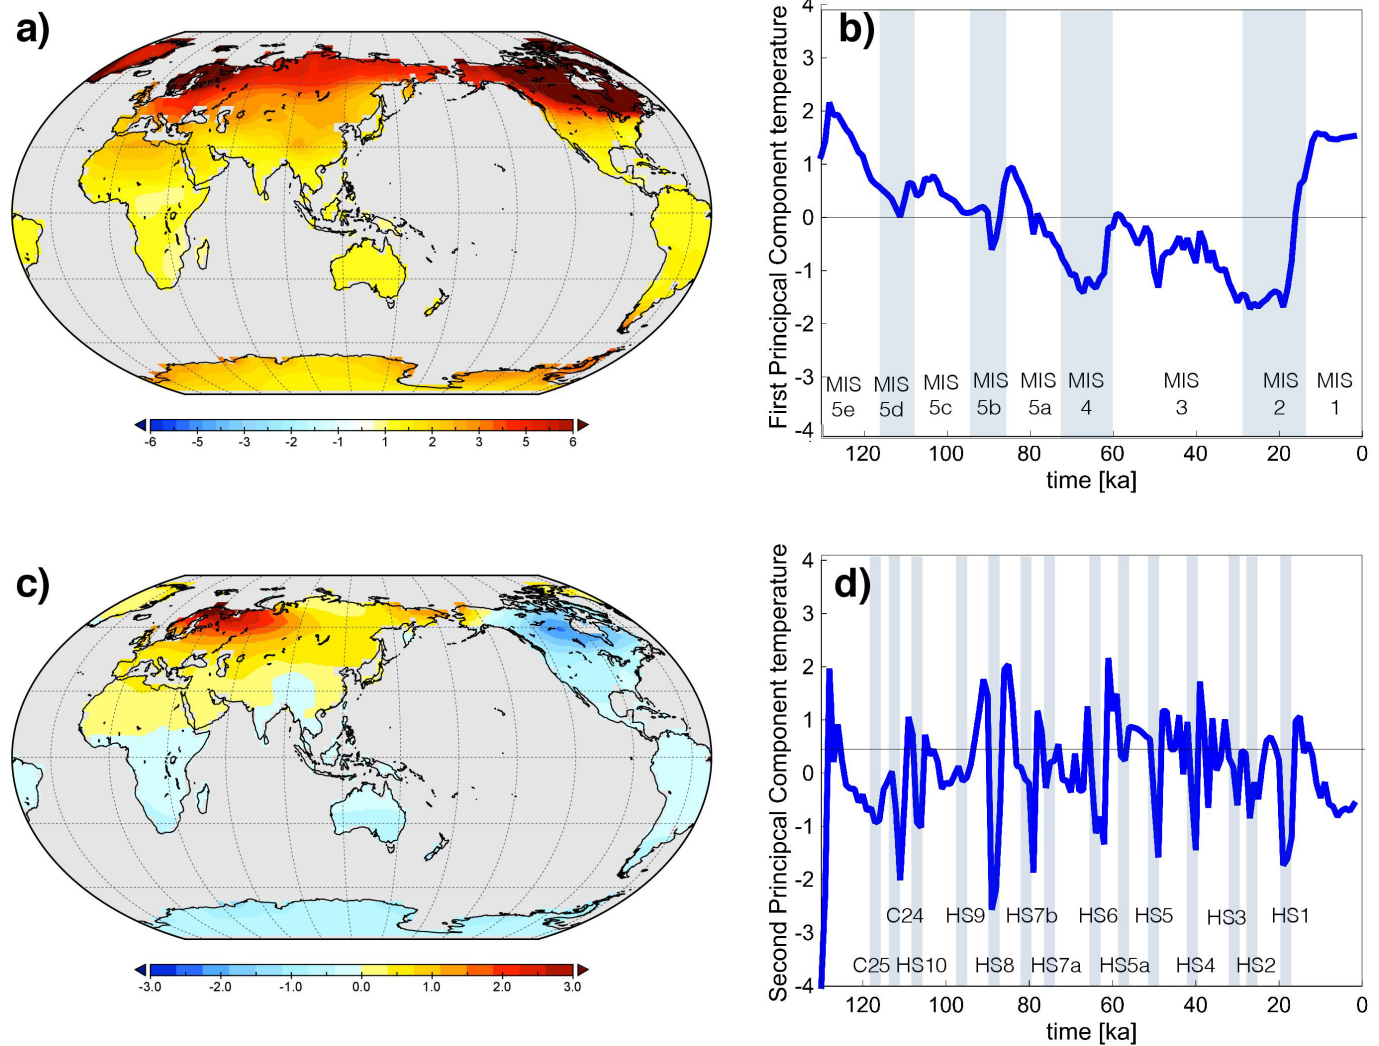 a)
-6 -5 -3 -2 -1 1 2 3 5 6
b)
First Prinicpcal Component temperature
4
3
2
1
0
-1
-2
-3
-4
MIS 5e
MIS 5d
MIS 5c
MIS 5b
MIS 5a
MIS 4
MIS 3
MIS 2
MIS 1
120 100 80 60 40 20 0
time [ka]
c)
-3.0 -2.0 -1.0 0.0 1.0 2.0 3.0
d)
Second Principal Component temperature
4
3
2
1
0
-1
-2
-3
-4
C24 HS9 HS7b HS6 HS5 HS3 HS1
C25 HS10 HS8 HS7a HS5a HS4 HS2
120 100 80 60 40 20 0
time [ka]